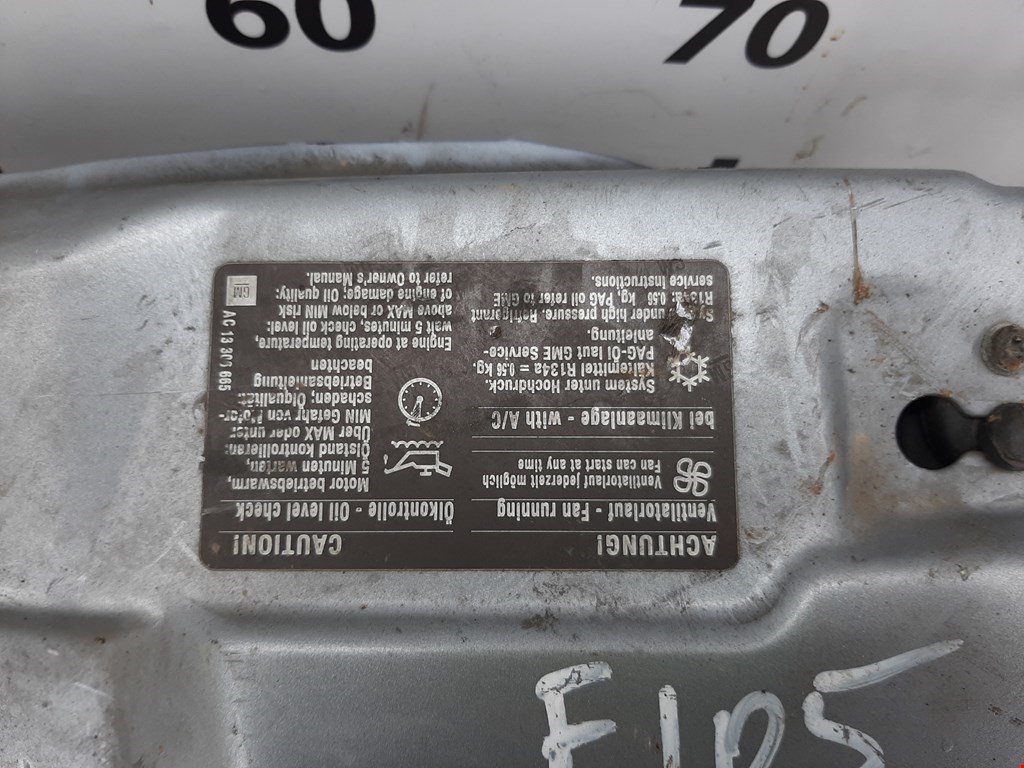 60
70
ACHTUNG!
CAUTION!
Ventilatorlauf - Fan running
Ventilatorlauf jederzeit möglich
Fan can start at any time
bei Klimaanlage - with A/C
System unter Hochdruck.
Kältemittel R134a = 0.56 kg.
PAG-Öl laut GME Service-
anleitung.
System under high pressure. Refrigerant
R134a: 0.56 kg, PAG oil refer to GME
service instructions.
Ölkontrolle - Oil level check
Motor betriebswarm,
5 Minuten warten,
Ölstand kontrollieren:
Über MAX oder unter
MIN Gefahr von Motor-
schaden; Ölqualität:
Betriebsanleitung
Beachten
Engine at operating temperature,
wait 5 minutes, check oil level:
above MAX or below MIN risk
of engine damage; Oil quality:
refer to Owner's Manual.
GM
AC 13 665